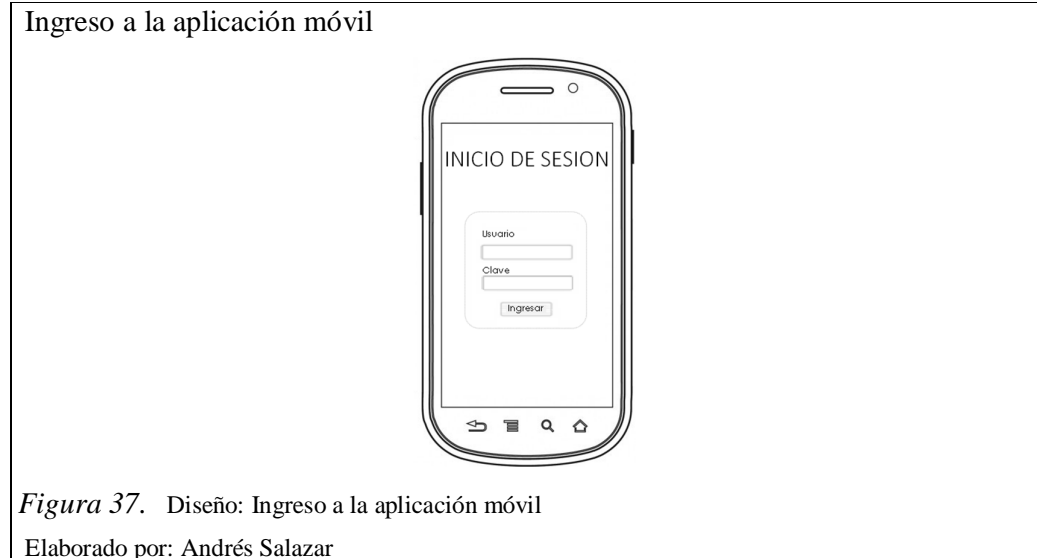 Ingreso a la aplicación móvil
INICIO DE SESION
Usuario
Clave
Ingresar
Figura 37. Diseño: Ingreso a la aplicación móvil
Elaborado por: Andrés Salazar